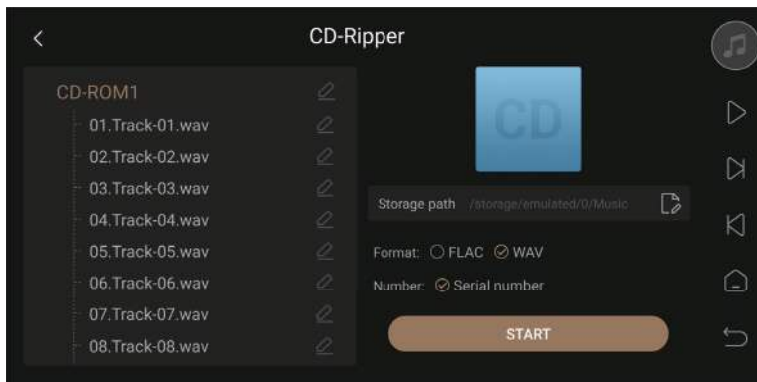 CD-Ripper
CD-ROM1
01.Track-01.wav
02.Track-02.wav
03.Track-03.wav
04.Track-04.wav
05.Track-05.wav
06.Track-06.wav
07.Track-07.wav
08.Track-08.wav
CD
Storage path /storage/emulated/0/Music
Format: FLAC WAV
Number: Serial number
START